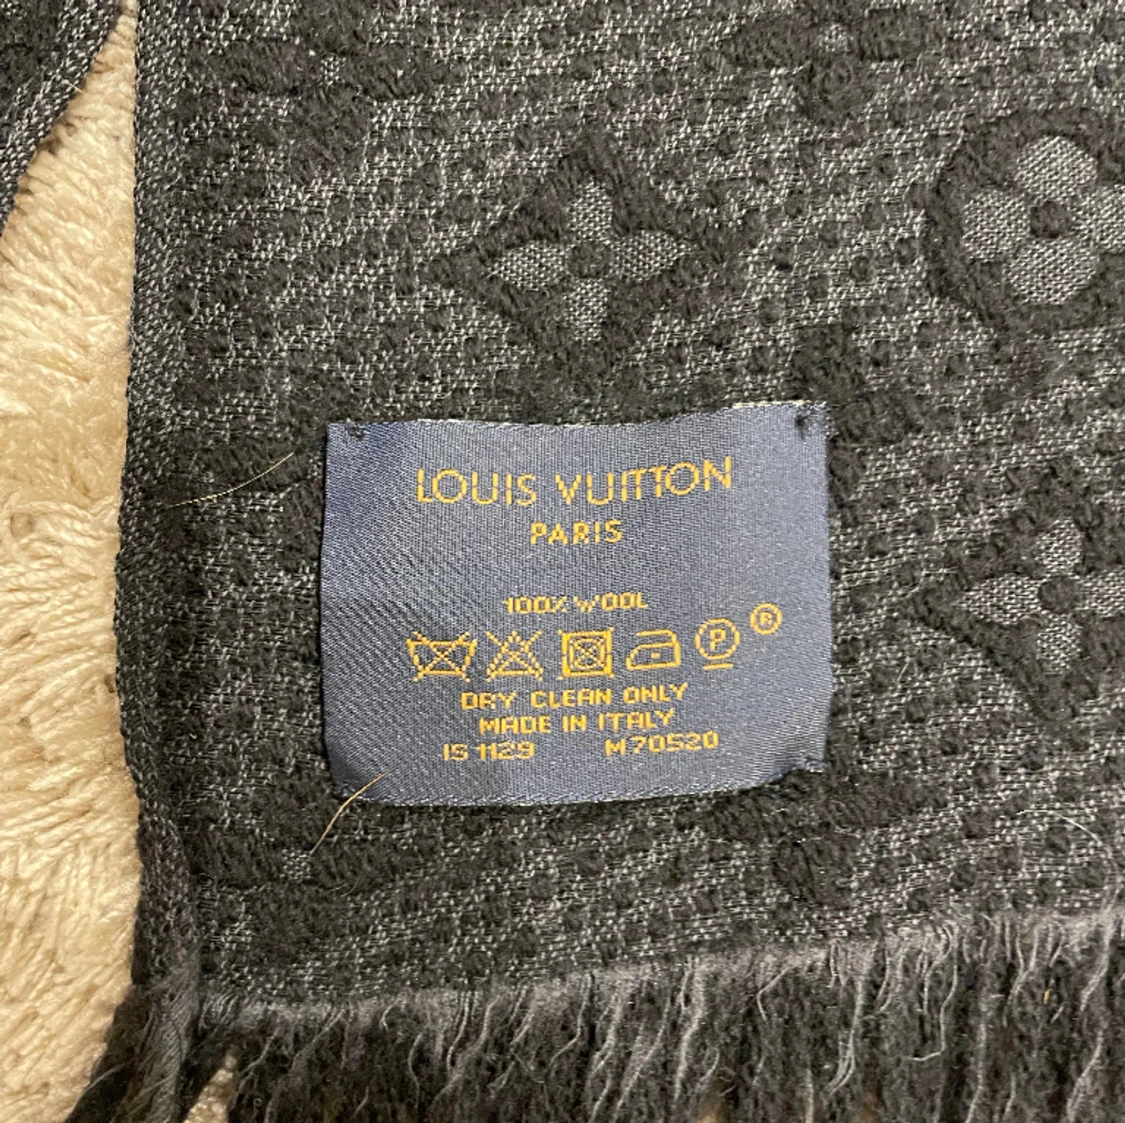 LOUIS VUITTON
PARIS
100% WOOL
P ®
DRY CLEAN ONLY
MADE IN ITALY
IS 1129 M70520